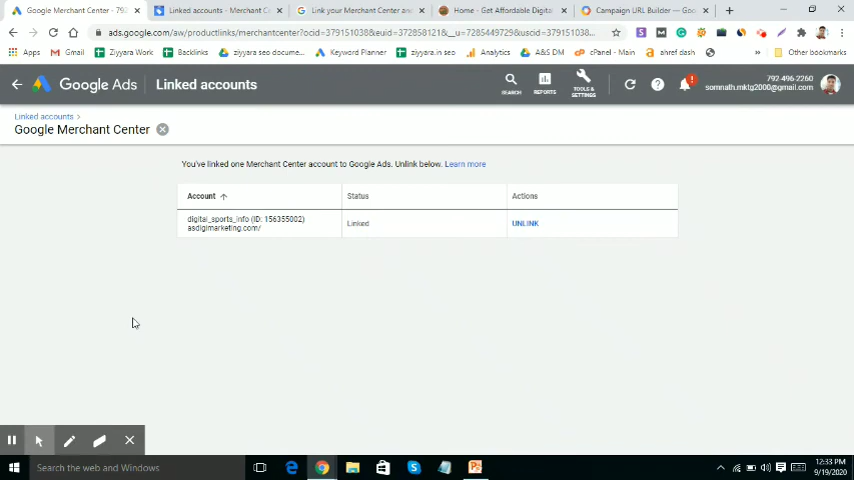 Google Merchant Center - 793
Linked accounts - Merchant Ce
Link your Merchant Center and
Home - Get Affordable Digital
Campaign URL Builder — Goo
ads.google.com/aw/productlinks/merchantcenter?ocid=379151038&euid=372858121&__u=7285449729&uscid=379151038...
Apps
Gmail
Ziyyara Work
Backlinks
ziyyara seo docume...
Keyword Planner
ziyyara.in
Analytics
A&S DM
cPanel - Main
ahref dash
Other bookmarks
Google Ads
Linked accounts
SEARCH
REPORTS
TOOLS &
SETTINGS
792-496-2260
somnath.mktg2000@gmail.com
Linked accounts >
Google Merchant Center
You've linked one Merchant Center account to Google Ads. Unlink below. Learn more
Account
Status
Actions
digital_sports_info (ID: 156355002)
asdigimarketing.com/
Linked
UNLINK
Search the web and Windows
12:33 PM
9/19/2020